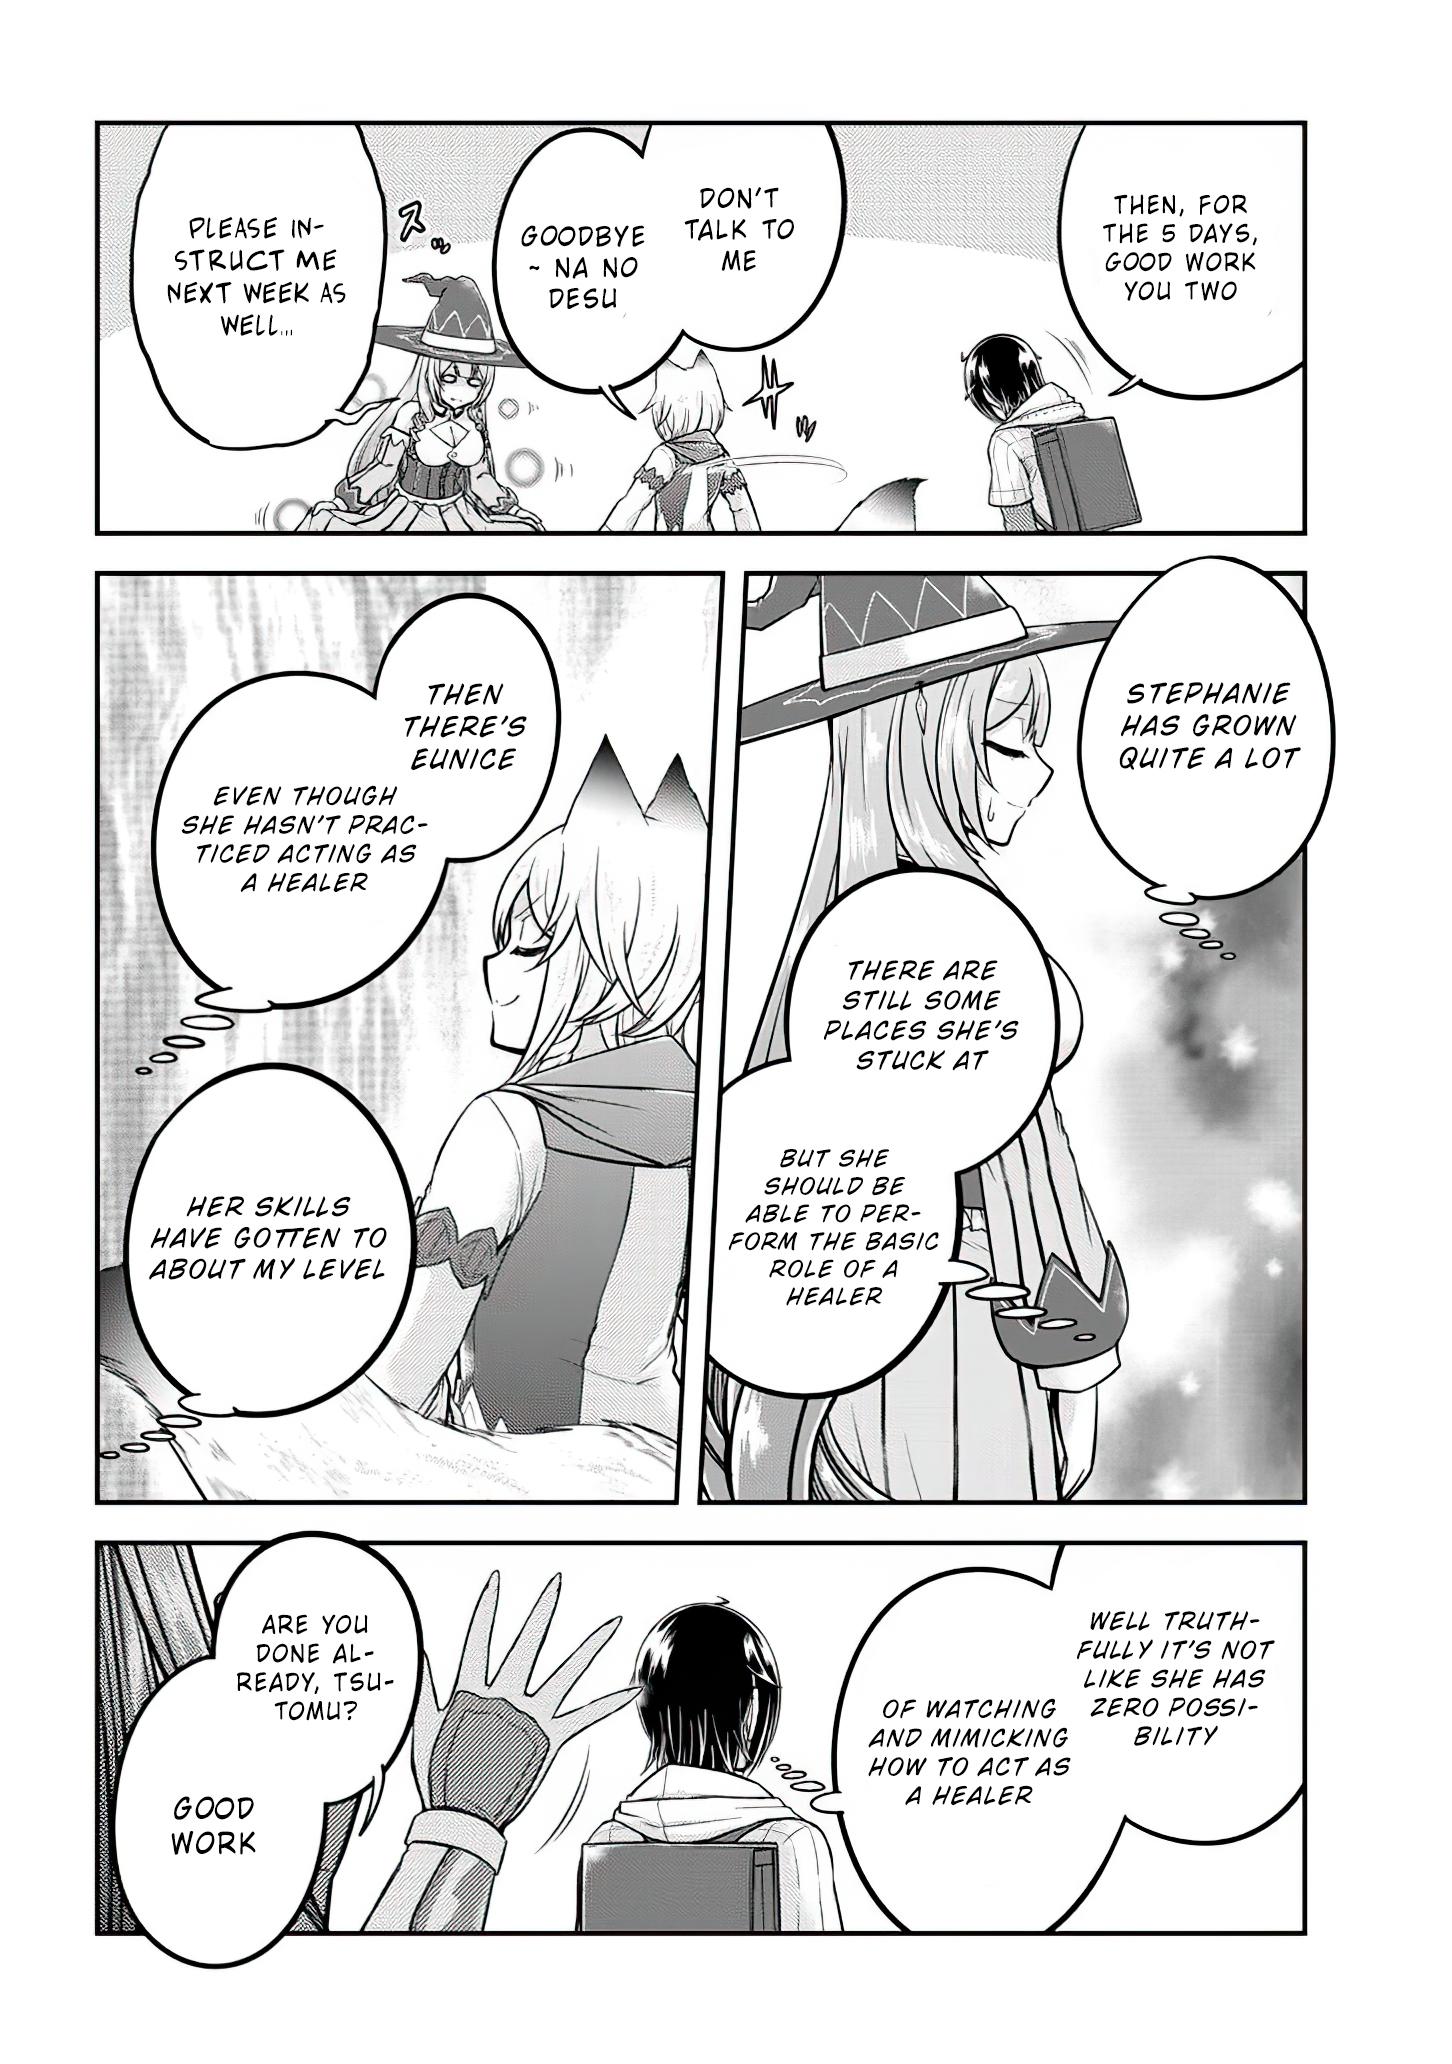 THEN, FOR
THE 5 DAYS,
GOOD WORK
YOU TWO
DON'T
TALK TO
ME
GOODBYE
~ NA NO
DESU
ス
PLEASE IN-
STRUCT ME
NEXT WEEK AS
WELL...
STEPHANIE
HAS GROWN
QUITE A LOT
THERE ARE
STILL SOME
PLACES SHE'S
STUCK AT
BUT SHE
SHOULD BE
ABLE TO PER-
FORM THE BASIC
ROLE OF A
HEALER
THEN
THERE'S
EUNICE
EVEN THOUGH
SHE HASN'T PRAC-
TICED ACTING AS
A HEALER
HER SKILLS
HAVE GOTTEN TO
ABOUT MY LEVEL
WELL TRUTH-
FULLY IT'S NOT
LIKE SHE HAS
ZERO POSSI-
BILITY
OF WATCHING
AND MIMICKING
HOW TO ACT AS
A HEALER
ARE YOU
DONE AL-
READY, TSU-
TOMU?
GOOD
WORK